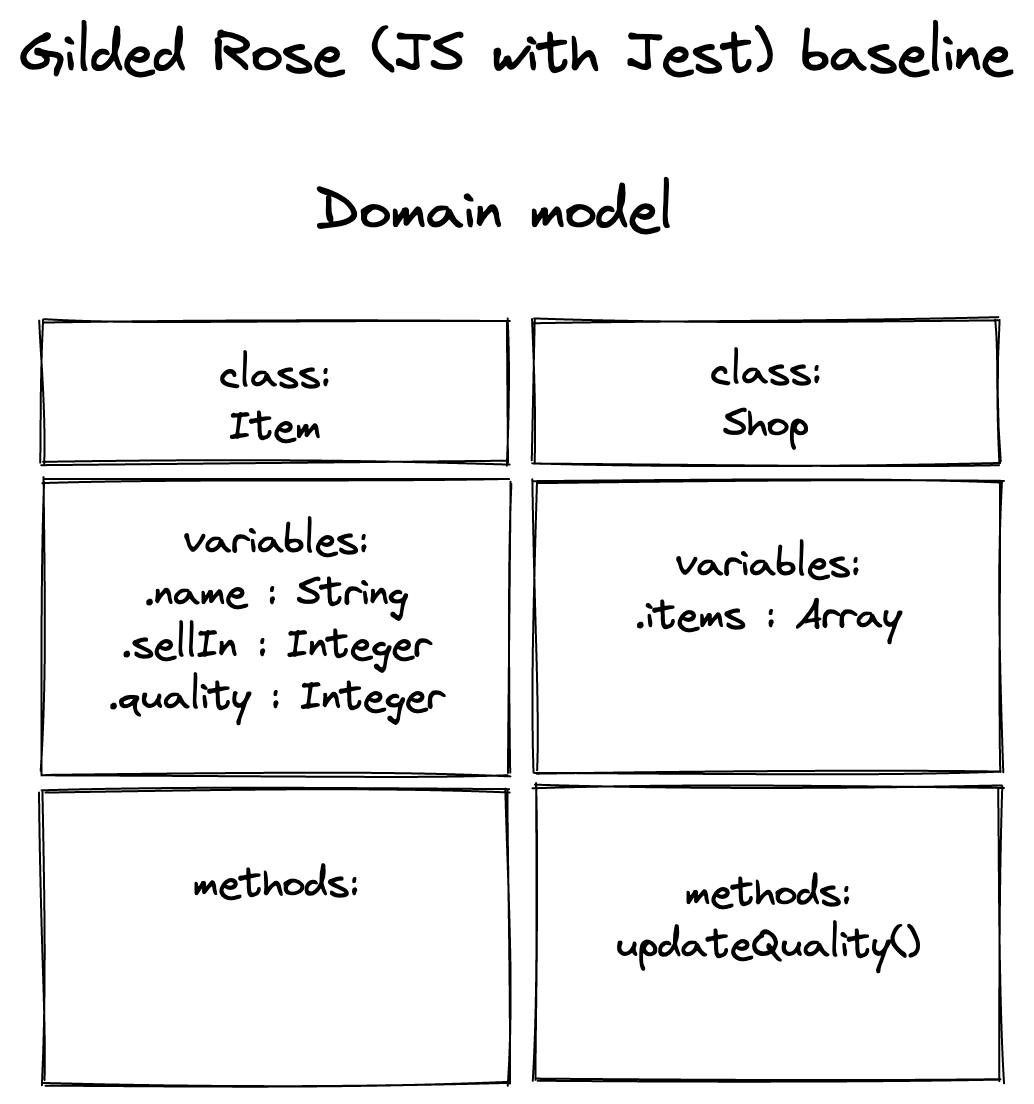 Gilded Rose (JS with Jest) baseline
Domain model
class:
Item
variables:
.name : String
.sellIn : Integer
.quality : Integer
methods:
class:
Shop
variables:
.items : Array
methods:
updateQuality()